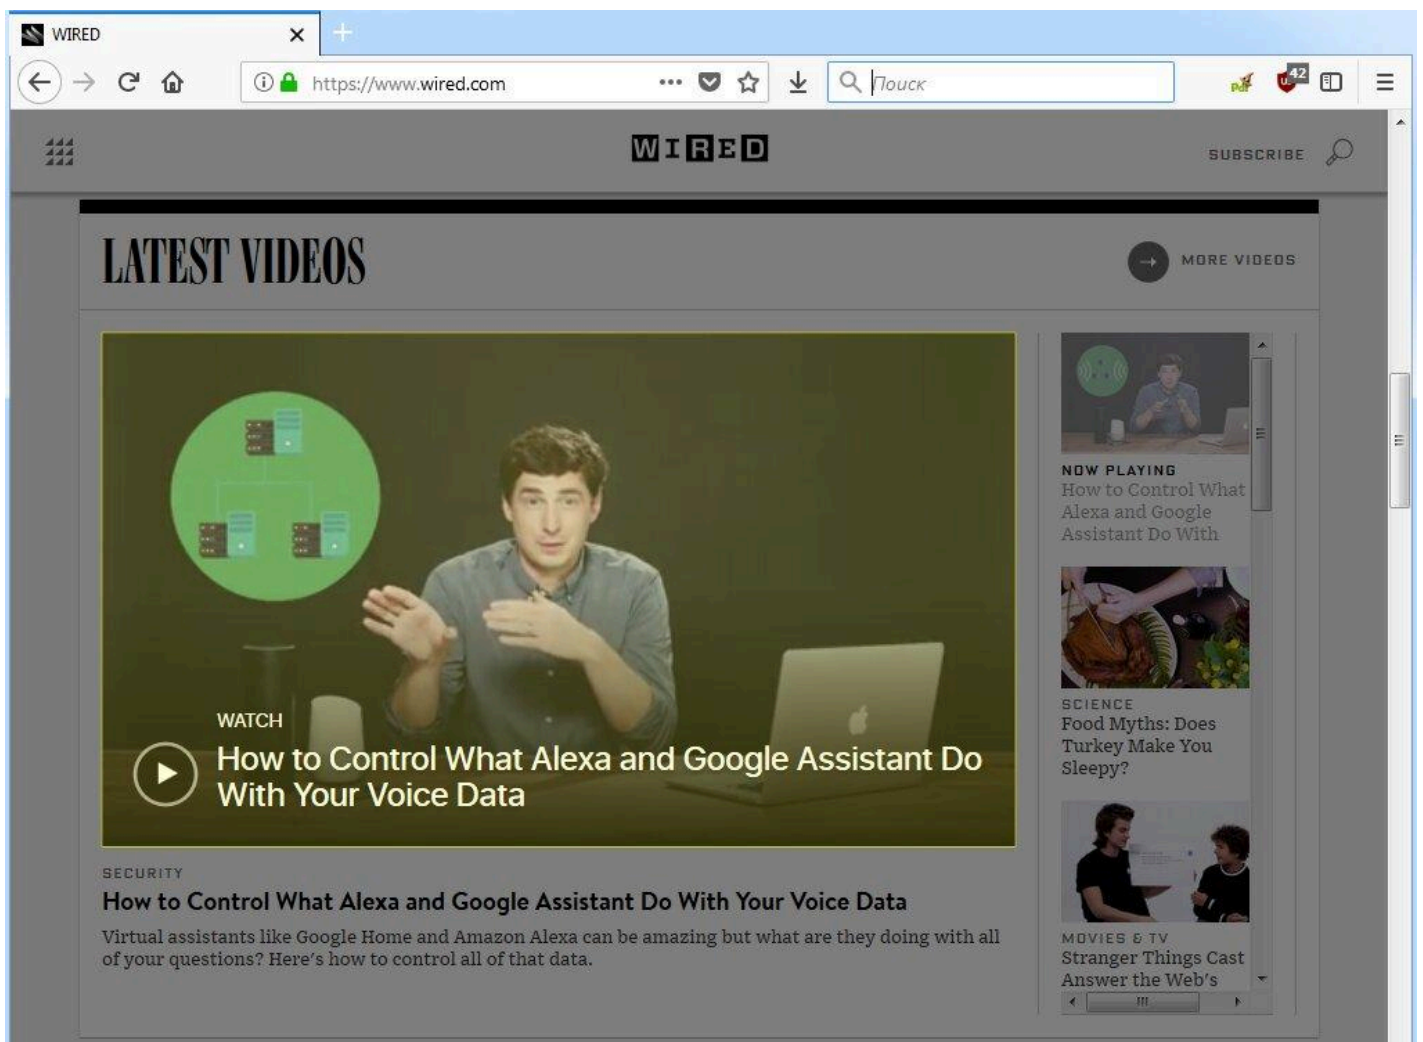 WIRED
https://www.wired.com
Поиск
pdf
42
WIRED
SUBSCRIBE
LATEST VIDEOS
MORE VIDEOS
WATCH
How to Control What Alexa and Google Assistant Do
With Your Voice Data
SECURITY
How to Control What Alexa and Google Assistant Do With Your Voice Data
Virtual assistants like Google Home and Amazon Alexa can be amazing but what are they doing with all
of your questions? Here's how to control all of that data.
NOW PLAYING
How to Control What
Alexa and Google
Assistant Do With
SCIENCE
Food Myths: Does
Turkey Make You
Sleepy?
MOVIES & TV
Stranger Things Cast
Answer the Web's